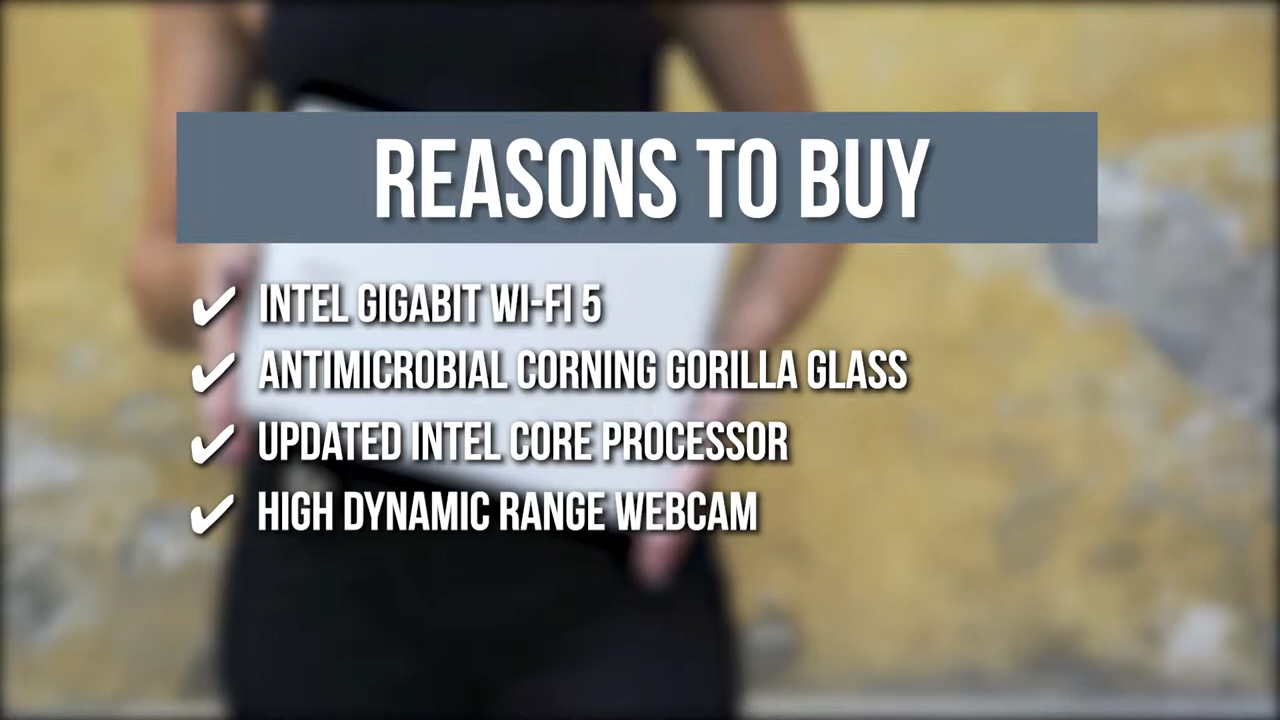 REASONS TO BUY
✔ INTEL GIGABIT WI-FI 5
✔ ANTIMICROBIAL CORNING GORILLA GLASS
✔ UPDATED INTEL CORE PROCESSOR
✔ HIGH DYNAMIC RANGE WEBCAM